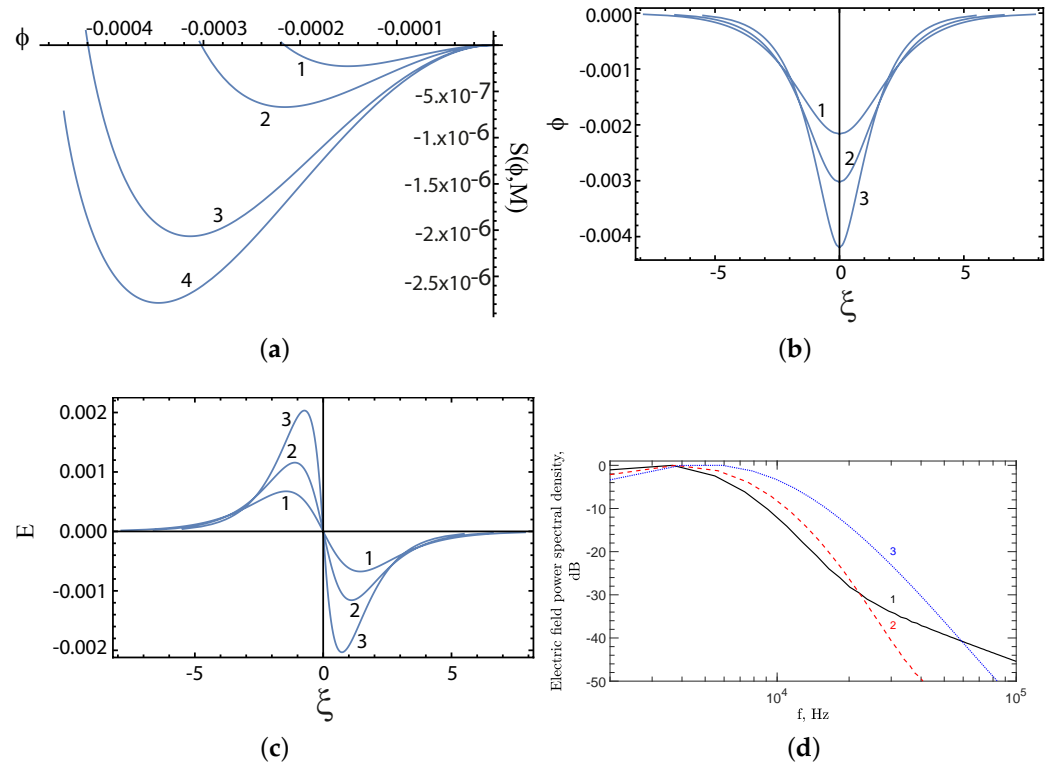 ϕ
-0.0004 -0.0003 -0.0002 -0.0001
1
2
3
4
-5.x10-7
-1.x10-6
-1.5x10-6
-2.x10-6
-2.5x10-6
S(ϕ,M)
(a)
0.000
-0.001
-0.002
-0.003
-0.004
ϕ
1
2
3
-5 0 5
ξ
(b)
0.002
0.001
0.000
-0.001
-0.002
E
3
2
1
1
2
3
-5 0 5
ξ
(c)
Electric field power spectral density,
dB
0
-10
-20
-30
-40
-50
3
1
2
10^4 10^5
f, Hz
(d)